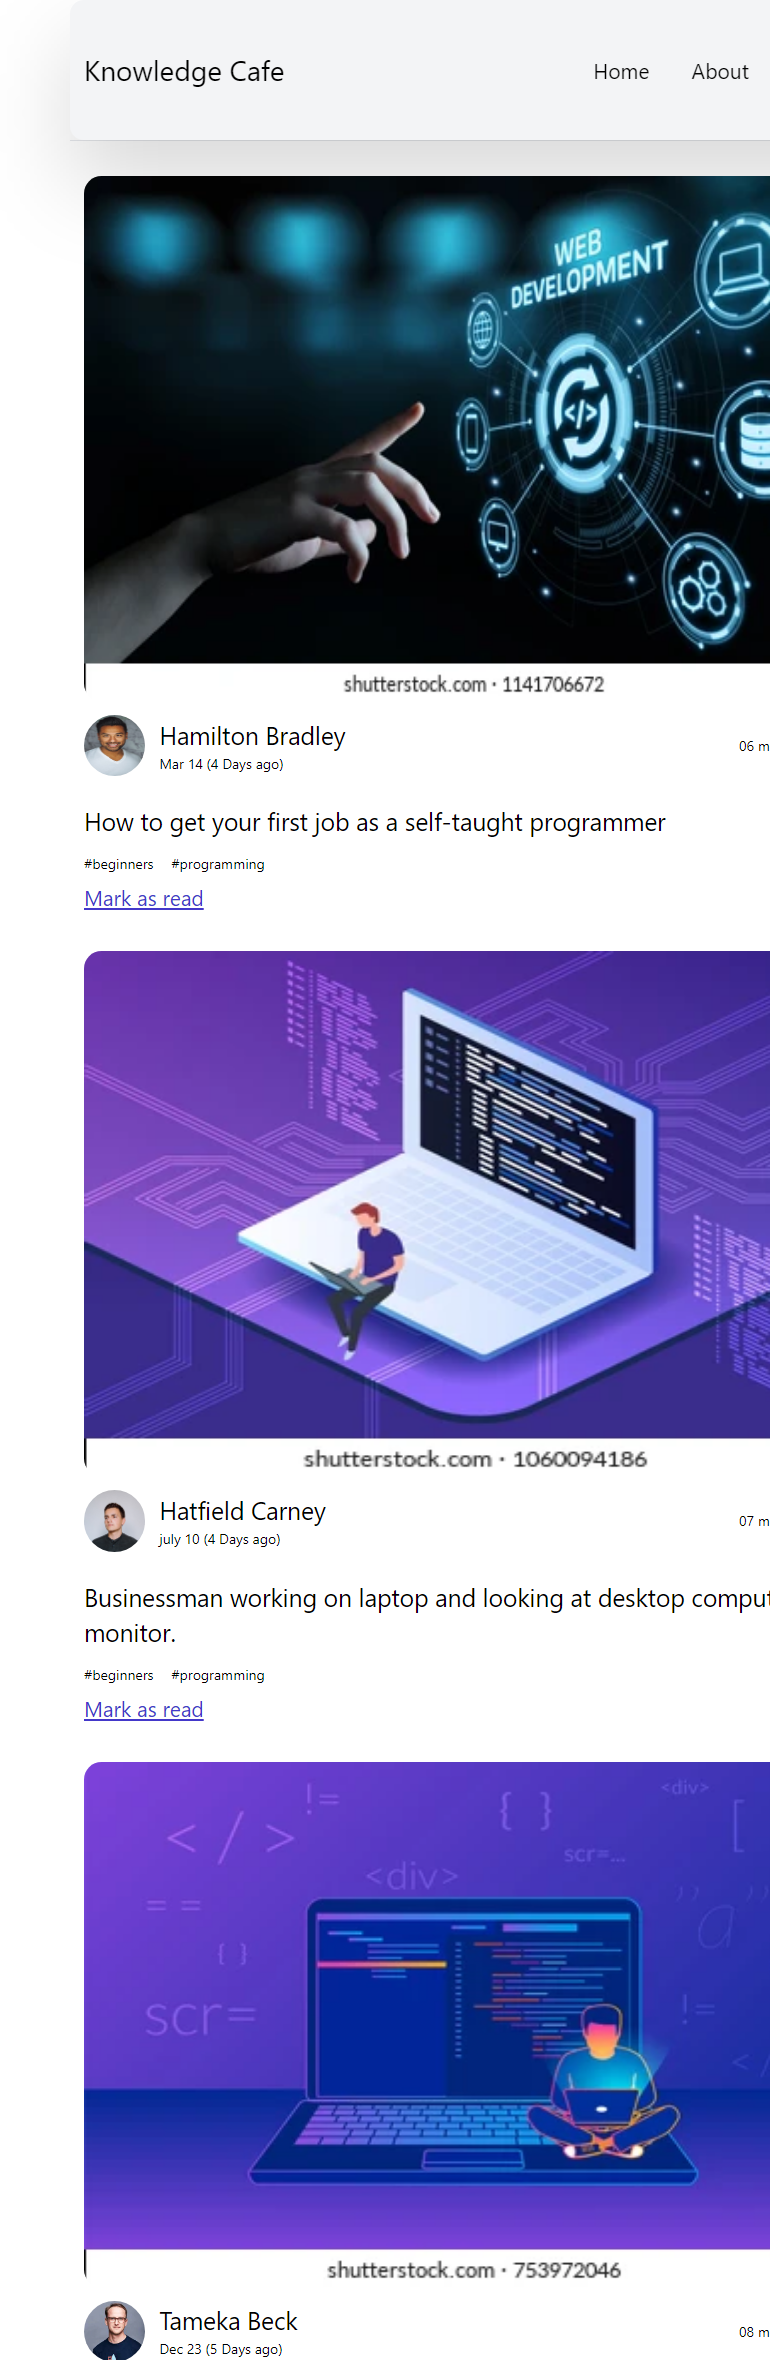 Knowledge Cafe Home About
WEB
DEVELOPMENT
</>
shutterstock.com · 1141706672
Hamilton Bradley
Mar 14 (4 Days ago)
06 m
How to get your first job as a self-taught programmer
#beginners #programming
Mark as read
shutterstock.com · 1060094186
Hatfield Carney
july 10 (4 Days ago)
07 m
Businessman working on laptop and looking at desktop comput
monitor.
#beginners #programming
Mark as read
!= { } <div>
</> [
scr=...
<div>
== a
{}
scr= !=
shutterstock.com · 753972046
Tameka Beck
Dec 23 (5 Days ago)
08 m